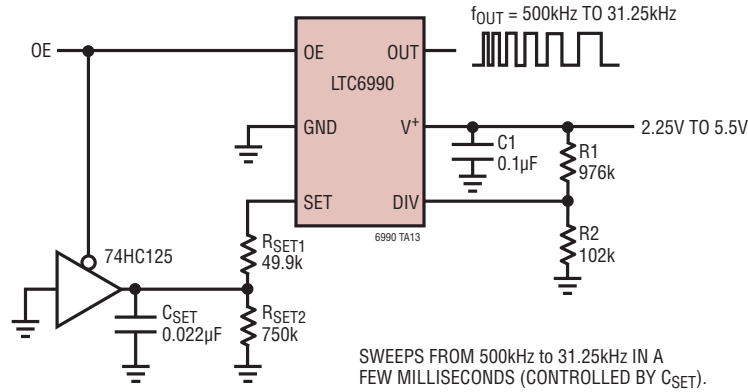 fOUT = 500kHz TO 31.25kHz
OE
OE
OUT
LTC6990
GND
V+
2.25V TO 5.5V
C1
0.1µF
R1
976k
SET
DIV
6990 TA13
R2
102k
RSET1
49.9k
74HC125
CSET
0.022µF
RSET2
750k
SWEEPS FROM 500kHz to 31.25kHz IN A
FEW MILLISECONDS (CONTROLLED BY CSET).